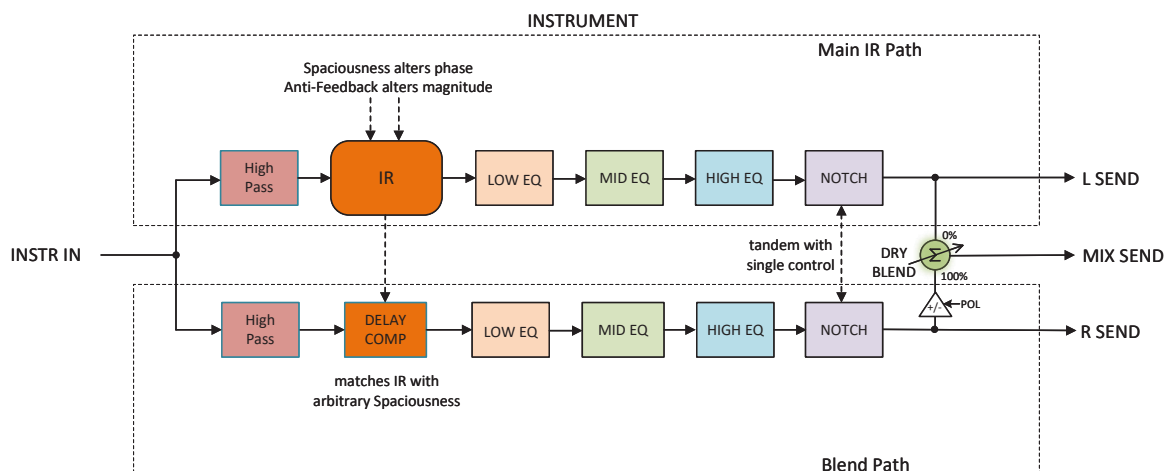 INSTRUMENT
Main IR Path
Spaciousness alters phase
Anti-Feedback alters magnitude
High
Pass
IR
LOW EQ
MID EQ
HIGH EQ
NOTCH
L SEND
INSTR IN
tandem with
single control
DRY
BLEND
0%
Σ
100%
MIX SEND
High
Pass
DELAY
COMP
LOW EQ
MID EQ
HIGH EQ
NOTCH
+/-
POL
R SEND
matches IR with
arbitrary Spaciousness
Blend Path